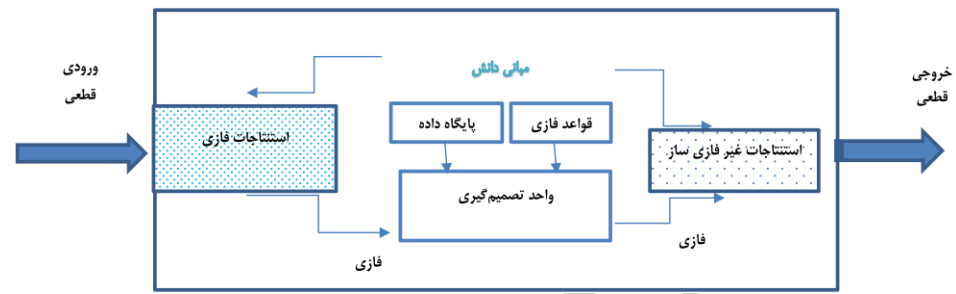 ورودی
قطعی
مبانی دانش
خروجی
قطعی
استنتاجات فازی
پایگاه داده
قواعد فازی
استنتاجات غیر فازی ساز
واحد تصمیم‌گیری
فازی
فازی